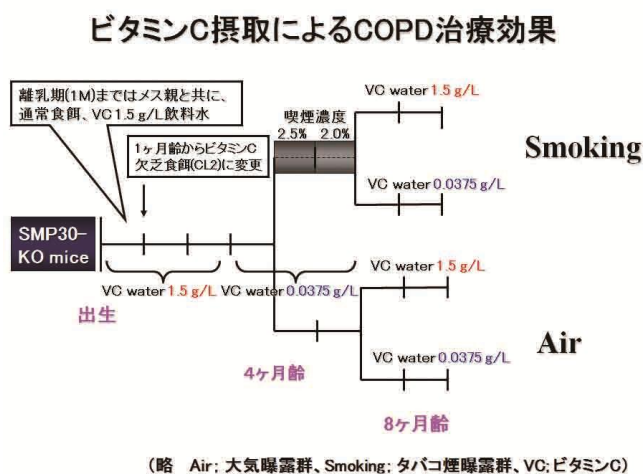 ビタミンC摂取によるCOPD治療効果
離乳期(1M)まではメス親と共に、
通常食餌、VC 1.5 g/L飲料水
1ヶ月齢からビタミンC
欠乏食餌(CL2)に変更
喫煙濃度
2.5% 2.0%
VC water 1.5 g/L
Smoking
VC water 0.0375 g/L
SMP30-
KO mice
VC water 1.5 g/L
VC water 0.0375 g/L
出生
VC water 1.5 g/L
Air
VC water 0.0375 g/L
4ヶ月齢
8ヶ月齢
(略 Air; 大気曝露群、Smoking; タバコ煙曝露群、VC; ビタミンC)